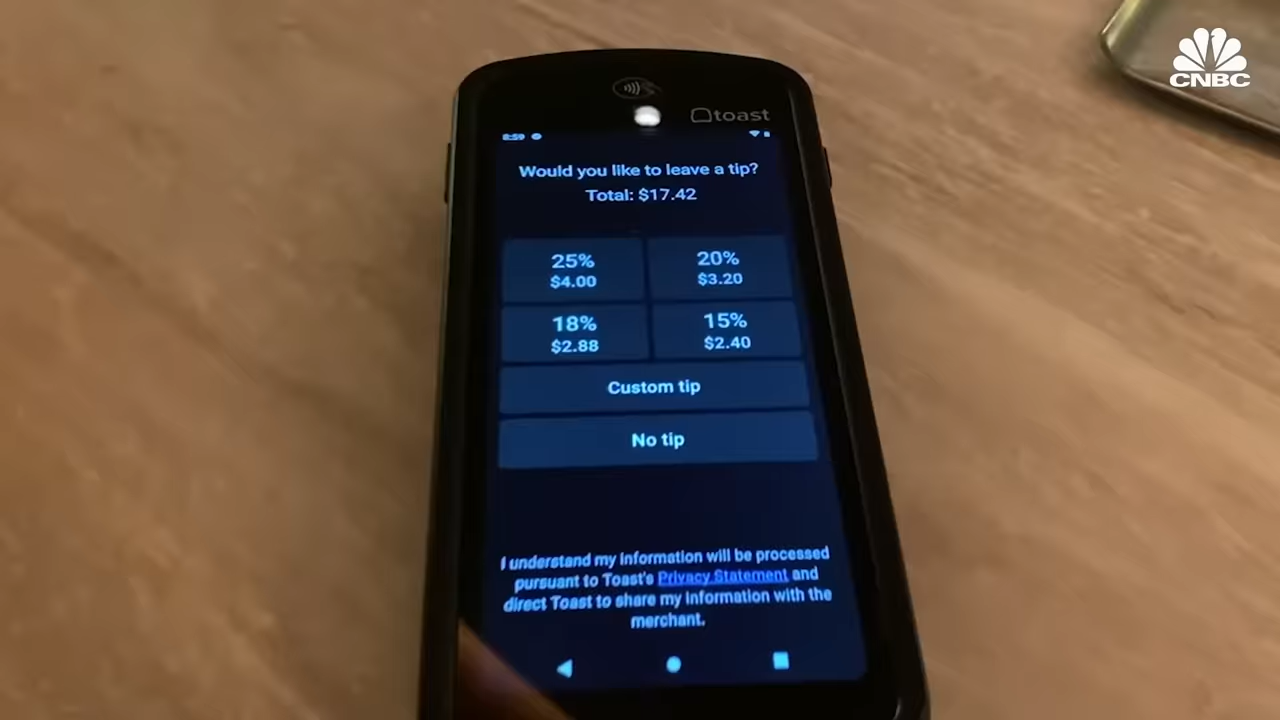 CNBC
toast
8:59
Would you like to leave a tip?
Total: $17.42
25%
$4.00
20%
$3.20
18%
$2.88
15%
$2.40
Custom tip
No tip
I understand my information will be processed
pursuant to Toast's Privacy Statement and
direct Toast to share my information with the
merchant.